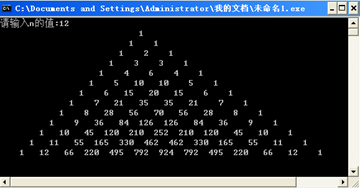 C:\Documents and Settings\Administrator\我的文档\未命名1.exe
请输入n的值:12
1
1 1
1 2 1
1 3 3 1
1 4 6 4 1
1 5 10 10 5 1
1 6 15 20 15 6 1
1 7 21 35 35 21 7 1
1 8 28 56 70 56 28 8 1
1 9 36 84 126 126 84 36 9 1
1 10 45 120 210 252 210 120 45 10 1
1 11 55 165 330 462 462 330 165 55 11 1
1 12 66 220 495 792 924 792 495 220 66 12 1